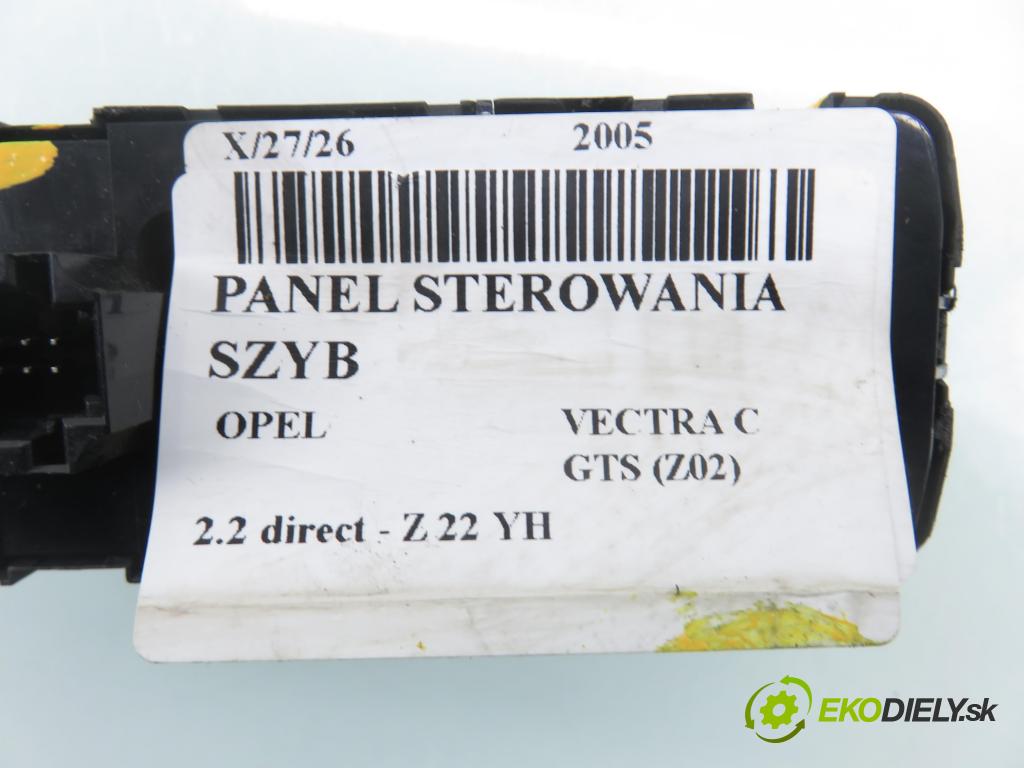 X/27/26 2005
PANEL STEROWANIA
SZYB
OPEL VECTRA C
GTS (Z02)
2.2 direct - Z 22 YH
EKODIELY.sk